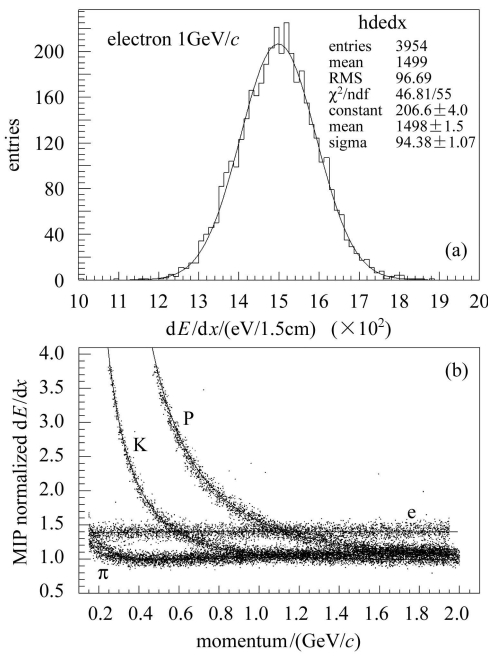 electron 1GeV/c
hdedx
entries 3954
mean 1499
RMS 96.69
χ²/ndf 46.81/55
constant 206.6±4.0
mean 1498±1.5
sigma 94.38±1.07
entries
200
160
120
80
40
0
(a)
10 11 12 13 14 15 16 17 18 19 20
dE/dx/(eV/1.5cm) (×10²)
MIP normalized dE/dx
4.0
3.5
3.0
2.5
2.0
1.5
1.0
0.5
(b)
P
K
e
π
0.2 0.4 0.6 0.8 1.0 1.2 1.4 1.6 1.8 2.0
momentum/(GeV/c)